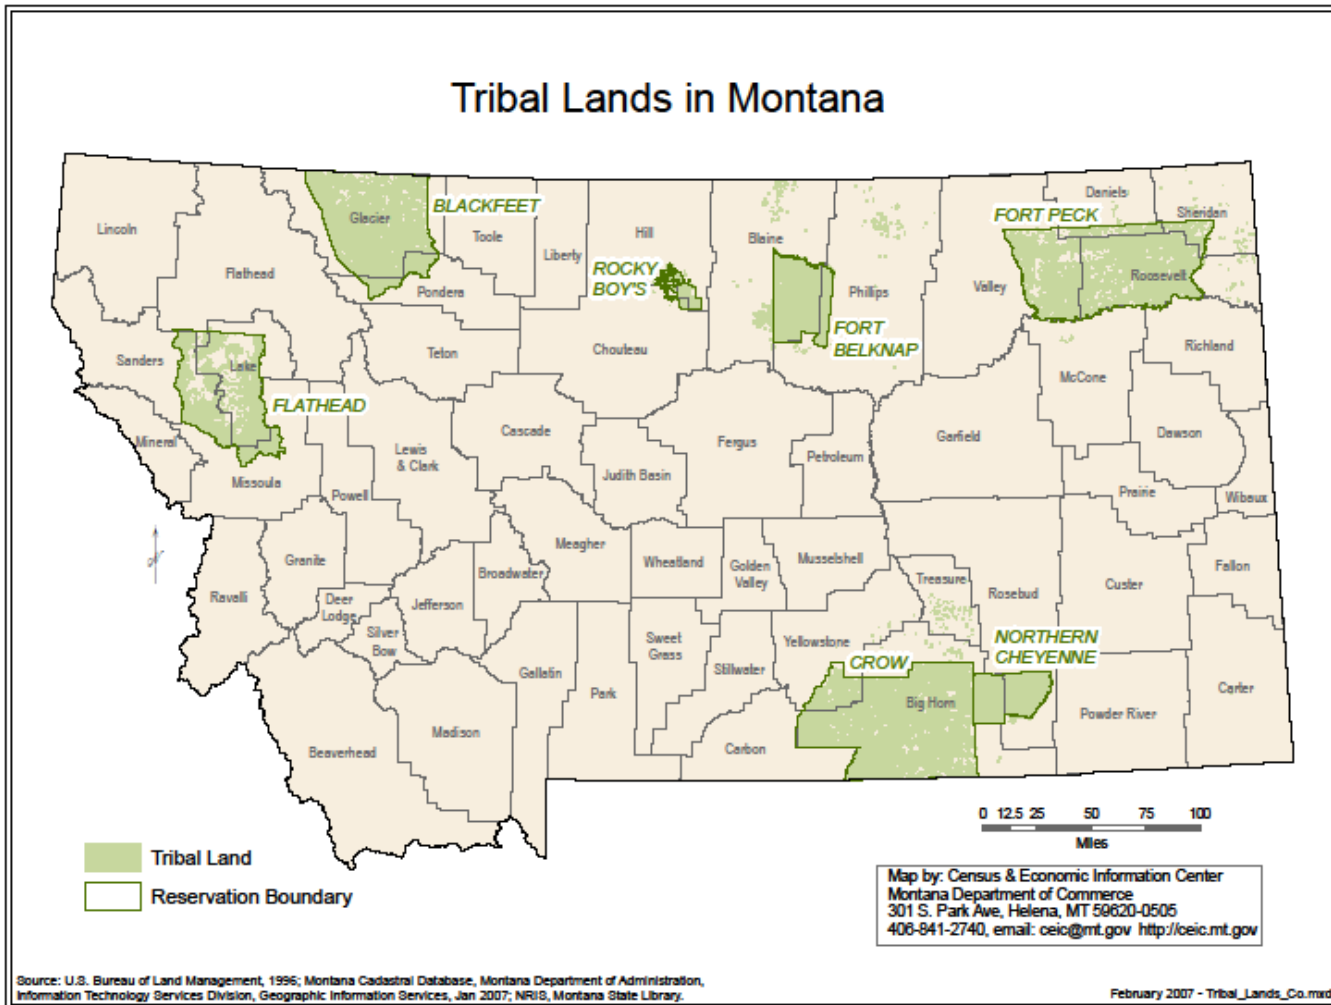 Tribal Lands in Montana
Lincoln
Flathead
Glacier
BLACKFEET
Toole
Liberty
Hill
Blaine
Phillips
Valley
Daniels
Sheridan
FORT PECK
Roosevelt
Pondera
ROCKY
BOY'S
FORT
BELKNAP
Sanders
Lake
FLATHEAD
Teton
Chouteau
Richland
McCone
Mineral
Missoula
Powell
Lewis
& Clark
Cascade
Judith Basin
Fergus
Petroleum
Garfield
Dawson
Prairie
Wibaux
Granite
Ravalli
Deer
Lodge
Silver
Bow
Jefferson
Broadwater
Meagher
Wheatland
Golden
Valley
Musselshell
Treasure
Rosebud
Custer
Fallon
Beaverhead
Madison
Gallatin
Park
Sweet
Grass
Stillwater
Yellowstone
Carbon
CROW
Big Horn
NORTHERN
CHEYENNE
Powder River
Carter
N
0 12.5 25 50 75 100
Miles
Tribal Land
Reservation Boundary
Map by: Census & Economic Information Center
Montana Department of Commerce
301 S. Park Ave, Helena, MT 59620-0505
406-841-2740, email: ceic@mt.gov http://ceic.mt.gov
Source: U.S. Bureau of Land Management, 1996; Montana Cadastral Database, Montana Department of Administration,
Information Technology Services Division, Geographic Information Services, Jan 2007; NRIS, Montana State Library.
February 2007 - Tribal_Lands_Co.mxd